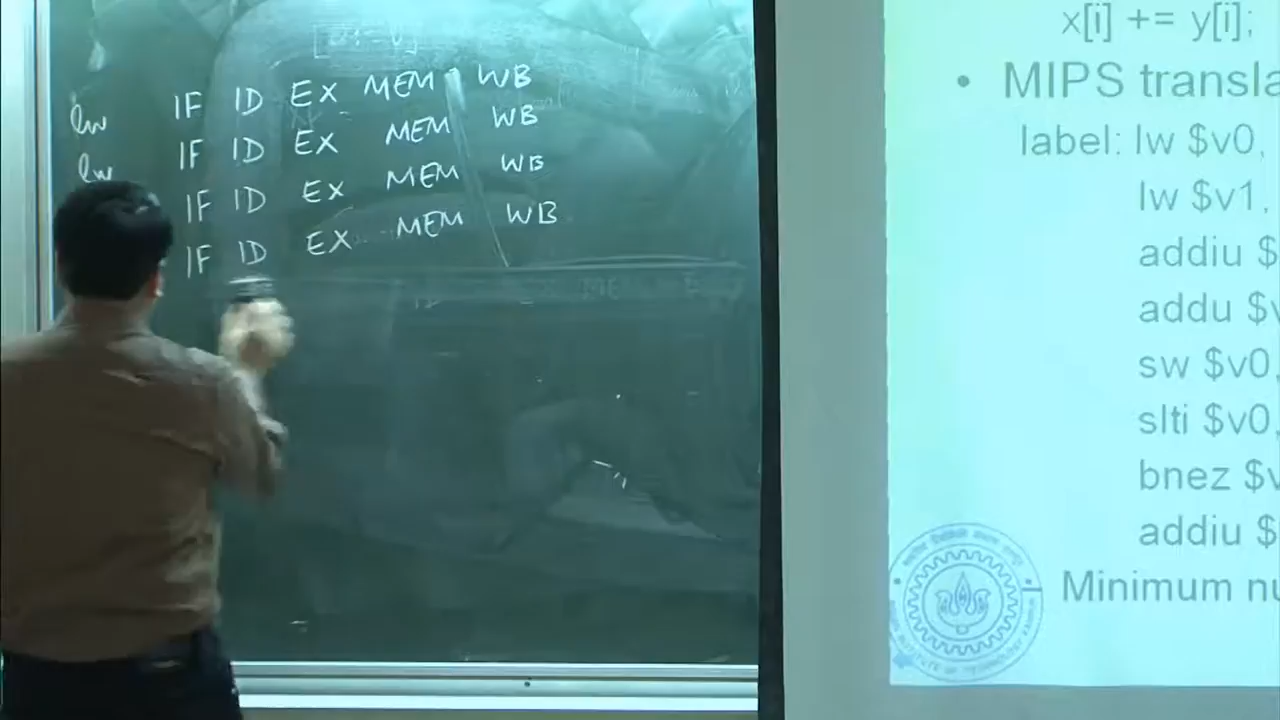 lw IF ID EX MEM WB
lw IF ID EX MEM WB
IF ID EX MEM WB
IF ID EX MEM WB
x[i] += y[i];
• MIPS transla
label: lw $v0,
lw $v1,
addiu $
addu $v
sw $v0,
slti $v0,
bnez $v
addiu $
Minimum nu